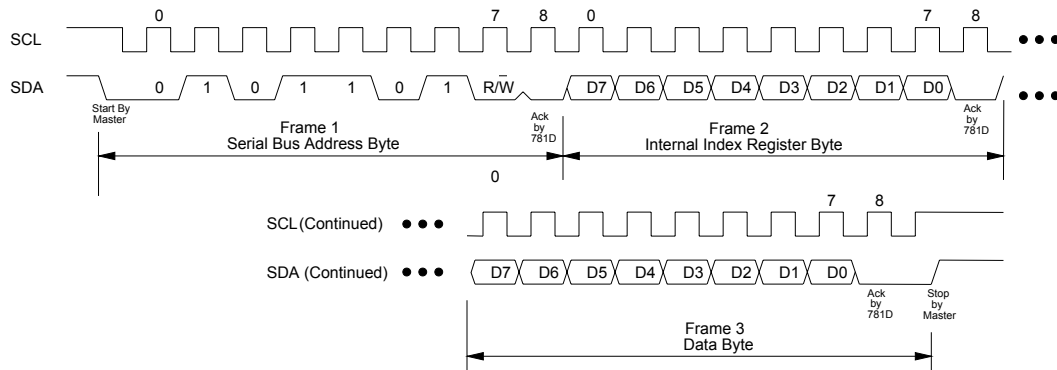 0 7 8 0 7 8
SCL
SDA 0 1 0 1 1 0 1 R/W̅ D7 D6 D5 D4 D3 D2 D1 D0
Start By
Master
Ack
by
781D
Ack
by
781D
Frame 1
Serial Bus Address Byte
Frame 2
Internal Index Register Byte
0 7 8
SCL (Continued)
SDA (Continued) D7 D6 D5 D4 D3 D2 D1 D0
Ack
by
781D
Stop
by
Master
Frame 3
Data Byte